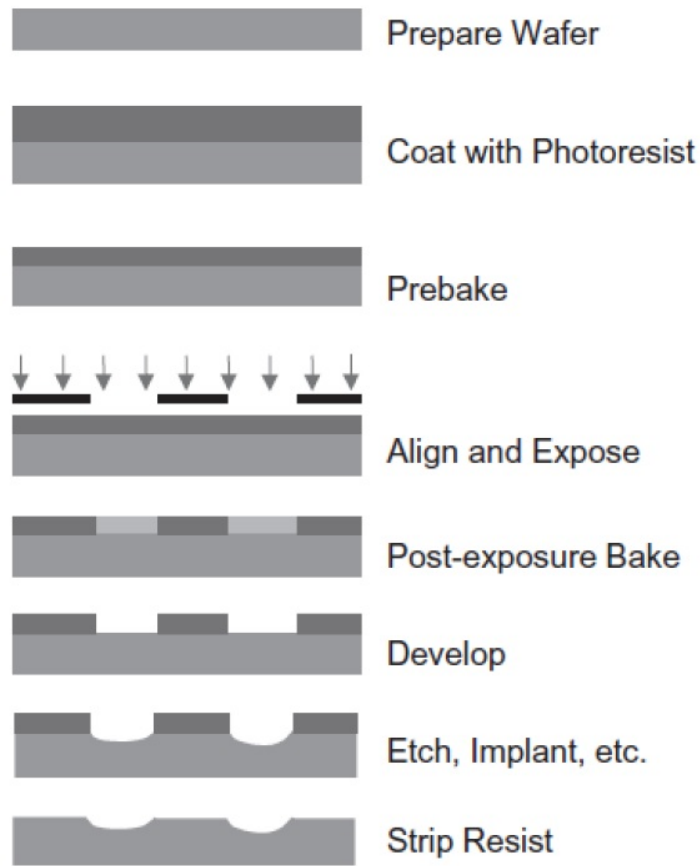 Prepare Wafer
Coat with Photoresist
Prebake
Align and Expose
Post-exposure Bake
Develop
Etch, Implant, etc.
Strip Resist